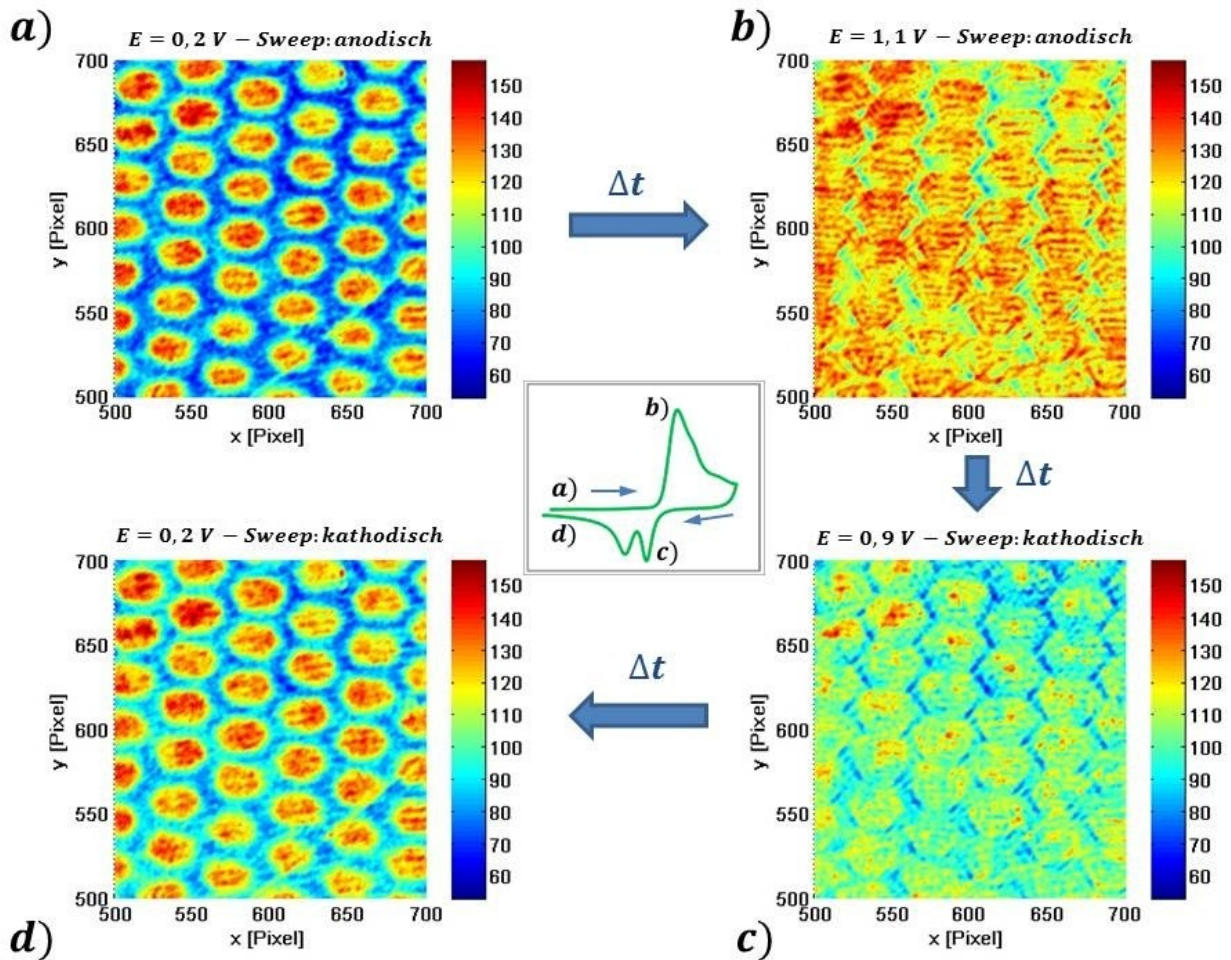 a)
E = 0,2 V − Sweep: anodisch
700
650
600
550
500
y [Pixel]
500 550 600 650 700
x [Pixel]
150
140
130
120
110
100
90
80
70
60
Δt
b)
E = 1,1 V − Sweep: anodisch
700
650
600
550
500
y [Pixel]
500 550 600 650 700
x [Pixel]
150
140
130
120
110
100
90
80
70
60
b)
a)
d)
c)
Δt
E = 0,2 V − Sweep: kathodisch
700
650
600
550
500
y [Pixel]
500 550 600 650 700
x [Pixel]
150
140
130
120
110
100
90
80
70
60
d)
Δt
E = 0,9 V − Sweep: kathodisch
700
650
600
550
500
y [Pixel]
500 550 600 650 700
x [Pixel]
150
140
130
120
110
100
90
80
70
60
c)